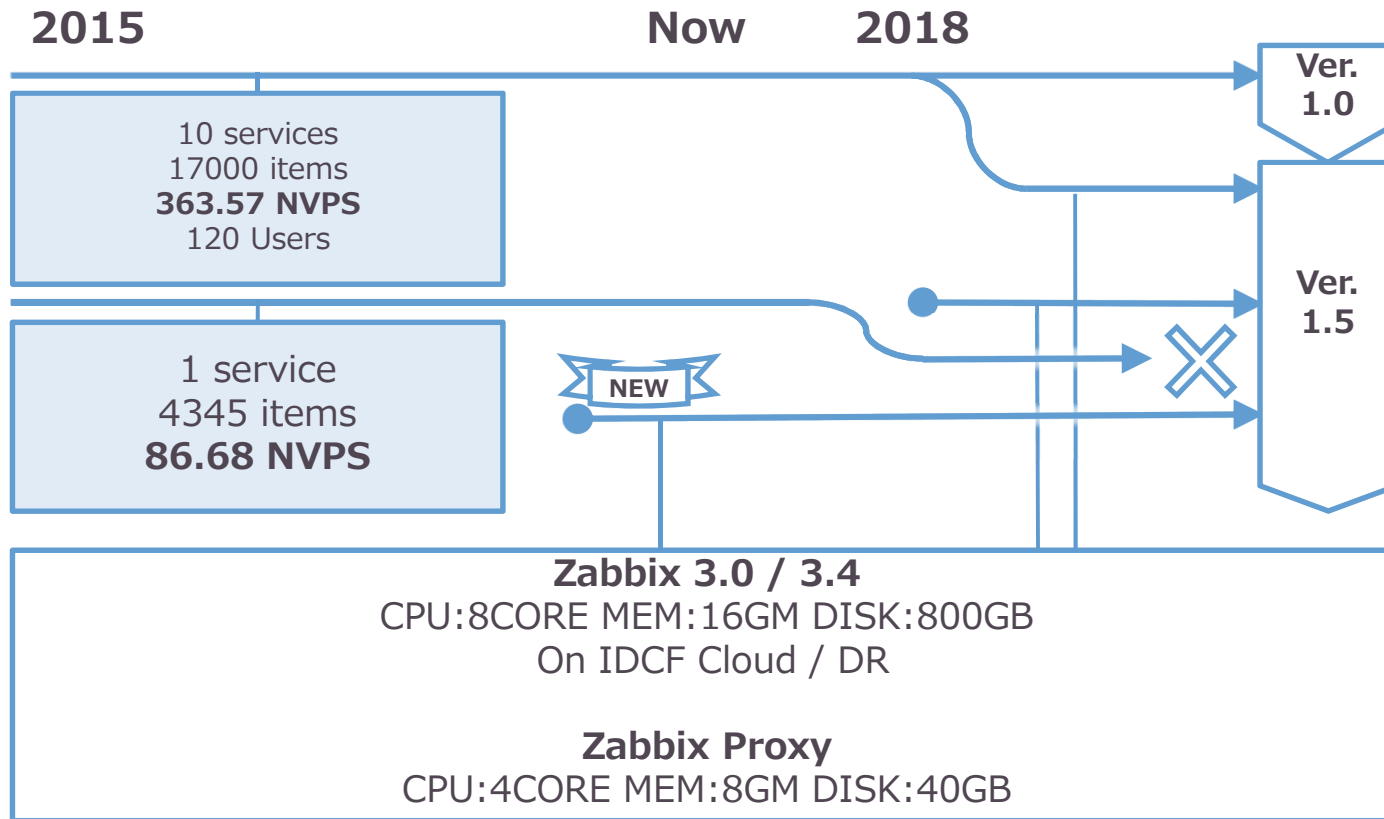 2015 Now 2018
Ver.
1.0
10 services
17000 items
363.57 NVPS
120 Users
Ver.
1.5
1 service
4345 items
86.68 NVPS
NEW
Zabbix 3.0 / 3.4
CPU:8CORE MEM:16GM DISK:800GB
On IDCF Cloud / DR
Zabbix Proxy
CPU:4CORE MEM:8GM DISK:40GB